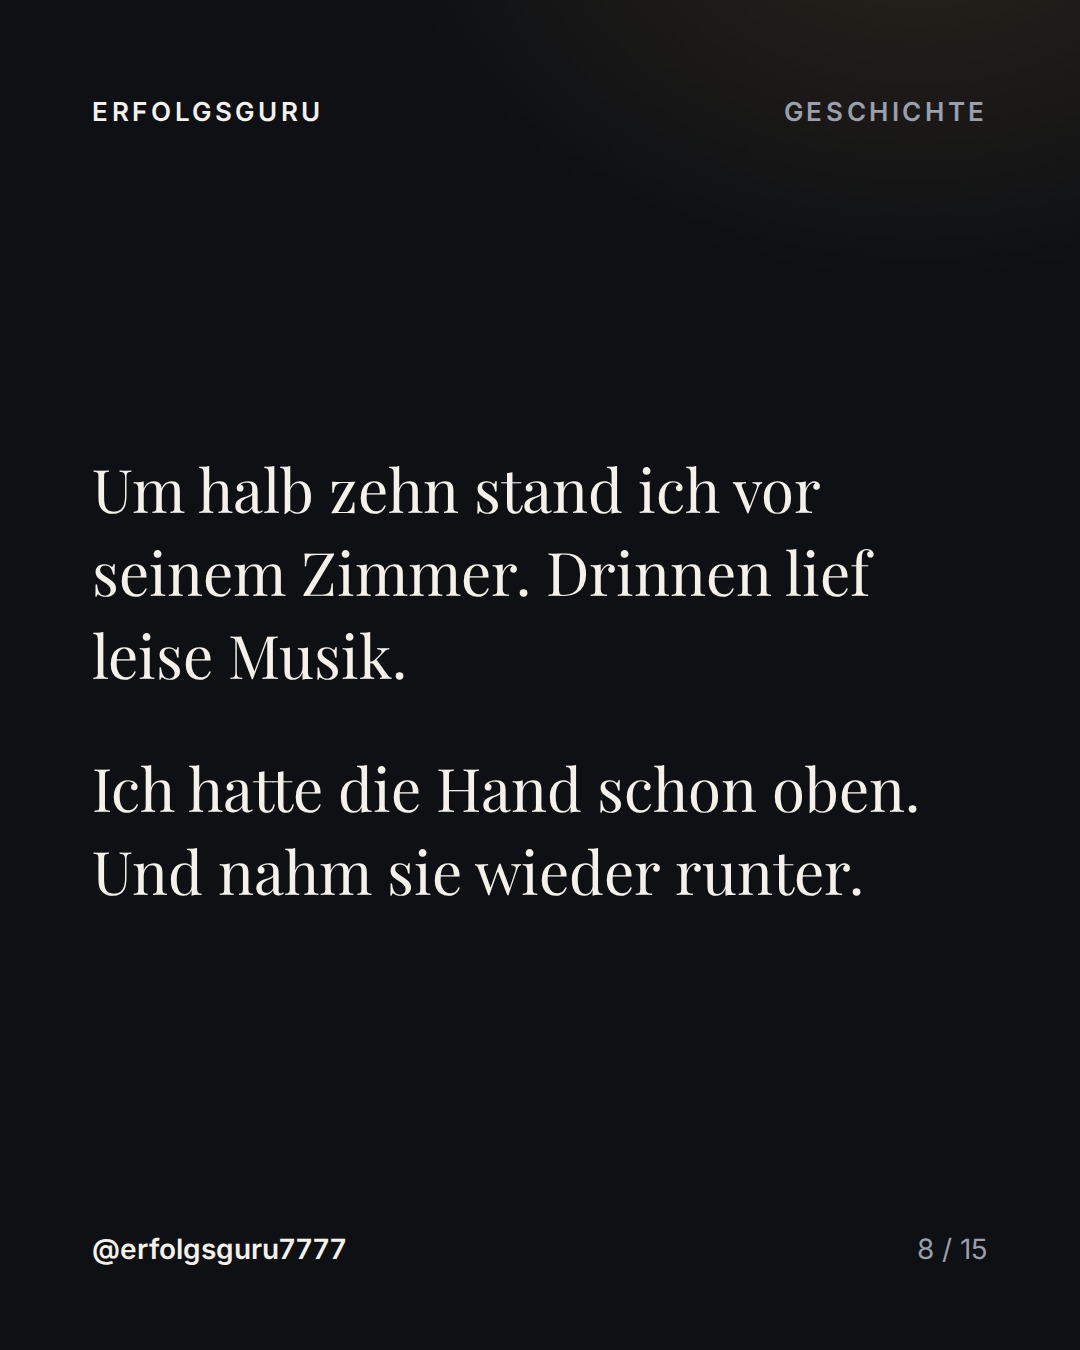 ERFOLGSGURU
GESCHICHTE
Um halb zehn stand ich vor
seinem Zimmer. Drinnen lief
leise Musik.
Ich hatte die Hand schon oben.
Und nahm sie wieder runter.
@erfolgsguru7777
8 / 15